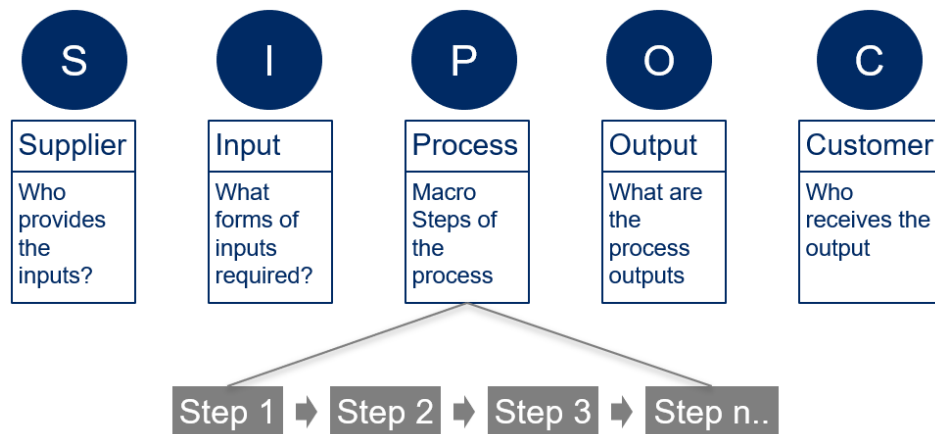 S
I
P
O
C
Supplier
Who
provides
the
inputs?
Input
What
forms of
inputs
required?
Process
Macro
Steps of
the
process
Output
What are
the
process
outputs
Customer
Who
receives the
output
Step 1
Step 2
Step 3
Step n..